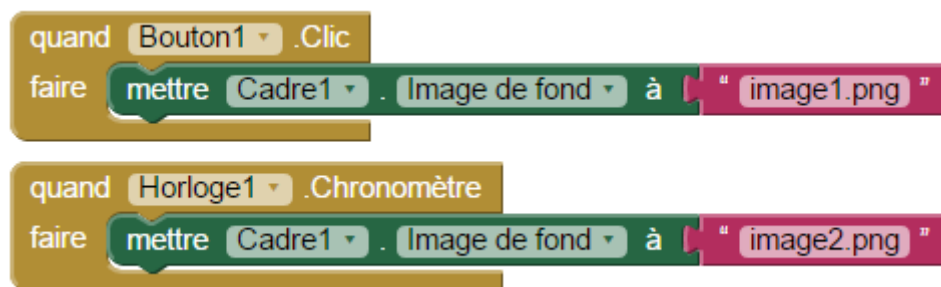 quand Bouton1 .Clic
faire mettre Cadre1 . Image de fond à " image1.png "
quand Horloge1 .Chronomètre
faire mettre Cadre1 . Image de fond à " image2.png "